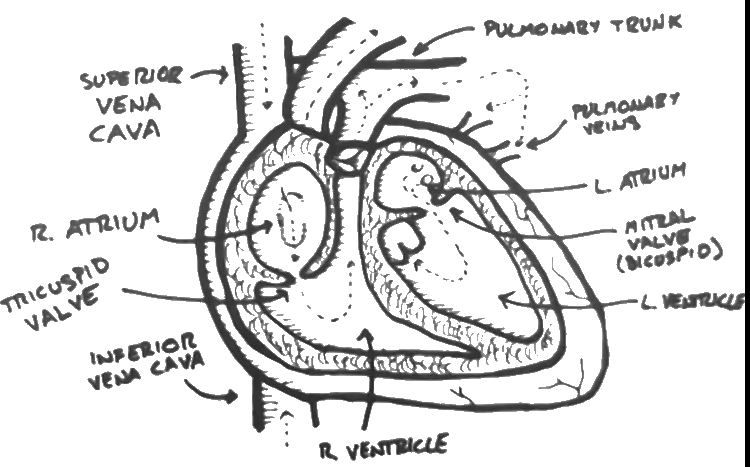 PULMONARY TRUNK
SUPERIOR
VENA
CAVA
PULMONARY
VEINS
L. ATRIUM
R. ATRIUM
MITRAL
VALVE
(BICUSPID)
TRICUSPID
VALVE
L. VENTRICLE
INFERIOR
VENA CAVA
R. VENTRICLE